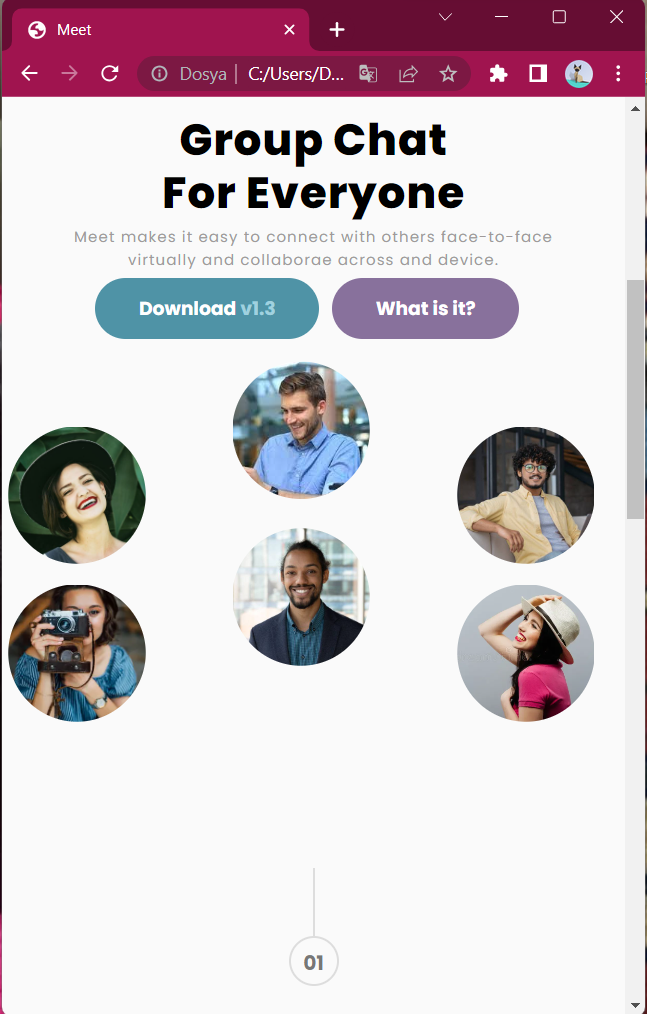 Meet
Dosya | C:/Users/D...
Group Chat
For Everyone
Meet makes it easy to connect with others face-to-face
virtually and collaborae across and device.
Download v1.3
What is it?
01